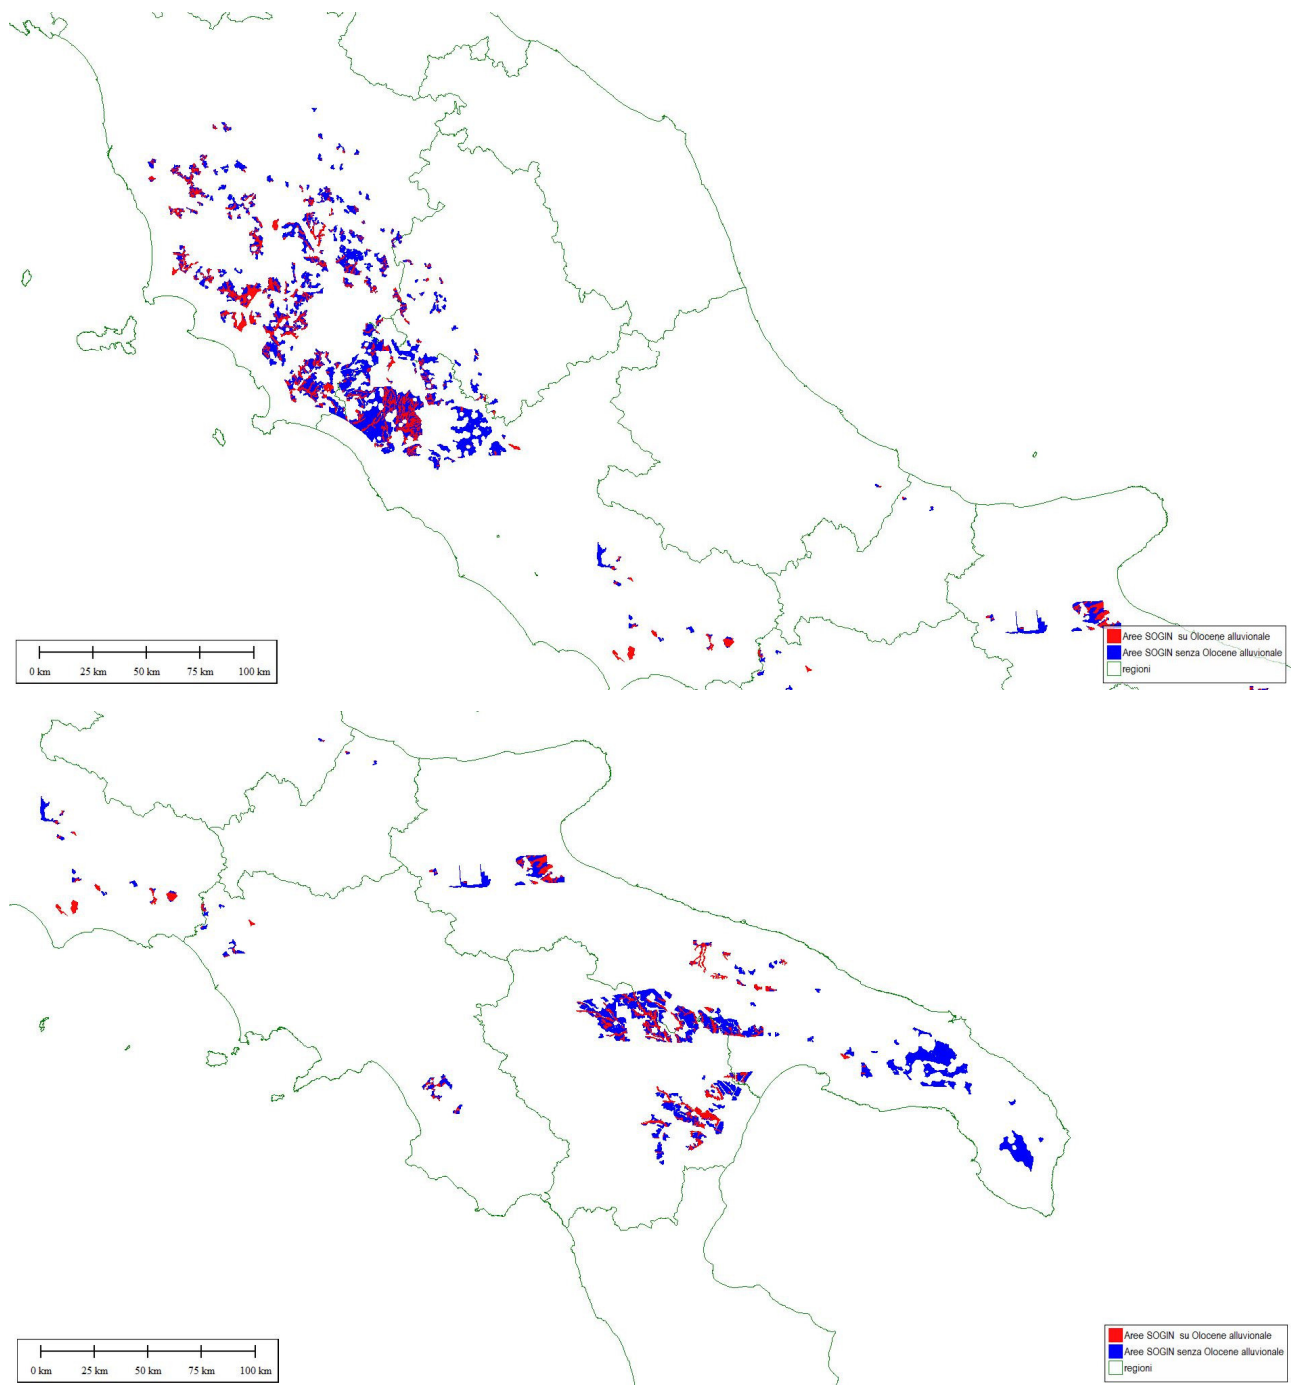 Aree SOGIN su Olocene alluvionale
Aree SOGIN senza Olocene alluvionale
regioni
0 km 25 km 50 km 75 km 100 km
Aree SOGIN su Olocene alluvionale
Aree SOGIN senza Olocene alluvionale
regioni
0 km 25 km 50 km 75 km 100 km